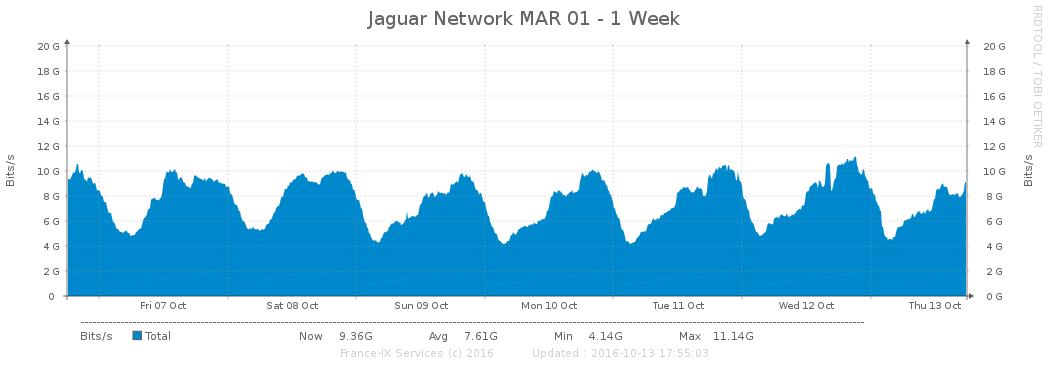 Jaguar Network MAR 01 - 1 Week
RRDTOOL / TOBI OETIKER
Bits/s
20 G 20 G
18 G 18 G
16 G 16 G
14 G 14 G
12 G 12 G
10 G 10 G
8 G 8 G
6 G 6 G
4 G 4 G
2 G 2 G
0 0 G
Bits/s
Fri 07 Oct Sat 08 Oct Sun 09 Oct Mon 10 Oct Tue 11 Oct Wed 12 Oct Thu 13 Oct
Bits/s Total Now 9.36G Avg 7.61G Min 4.14G Max 11.14G
France-IX Services (c) 2016 Updated : 2016-10-13 17:55:03